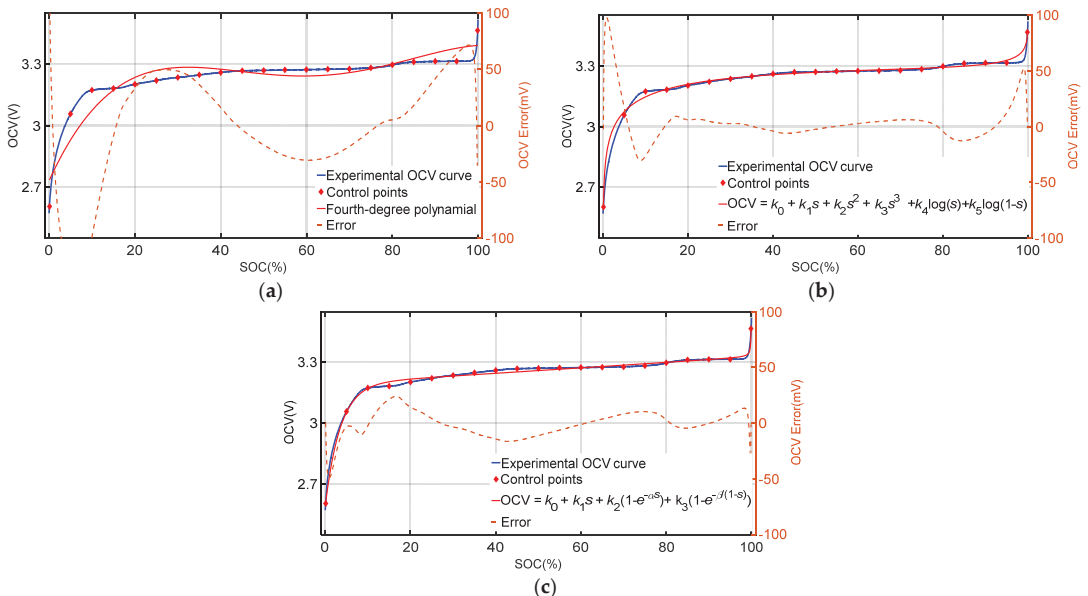 100
50
0
-50
-100
3.3
3
2.7
OCV(V)
OCV Error(mV)
Experimental OCV curve
Control points
Fourth-degree polynamial
Error
0 20 40 60 80 100
SOC(%)
(a)
100
50
0
-50
-100
3.3
3
2.7
OCV(V)
OCV Error(mV)
Experimental OCV curve
Control points
OCV = k0 + k1s + k2s² + k3s³ +k4log(s)+k5log(1-s)
Error
0 20 40 60 80 100
SOC(%)
(b)
100
50
0
-50
-100
3.3
3
2.7
OCV(V)
OCV Error(mV)
Experimental OCV curve
Control points
OCV = k0 + k1s + k2(1-e^-αs)+ k3(1-e^-β(1-s))
Error
0 20 40 60 80 100
SOC(%)
(c)